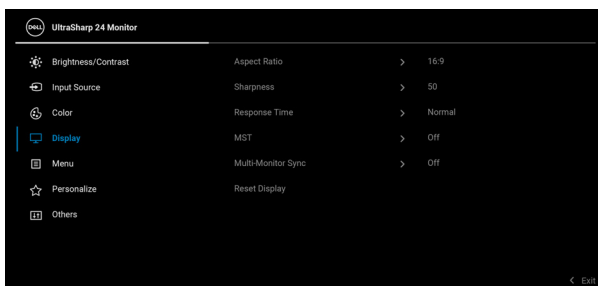 DELL UltraSharp 24 Monitor
Brightness/Contrast Aspect Ratio > 16:9
Input Source Sharpness > 50
Color Response Time > Normal
Display MST > Off
Menu Multi-Monitor Sync > Off
Personalize Reset Display
Others
< Exit